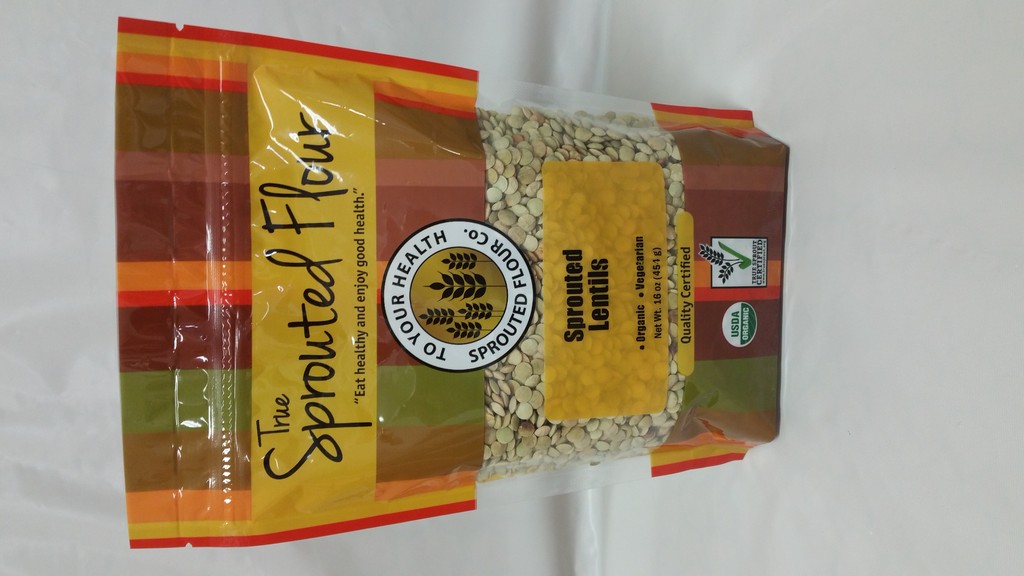 True
Sprouted Flour
"Eat healthy and enjoy good health."
TO YOUR HEALTH
SPROUTED FLOUR CO.
Sprouted
Lentils
• Organic • Vegetarian
Net Wt. 16 oz (454 g)
Quality Certified
USDA
ORGANIC
TRUE SPROUT
CERTIFIED